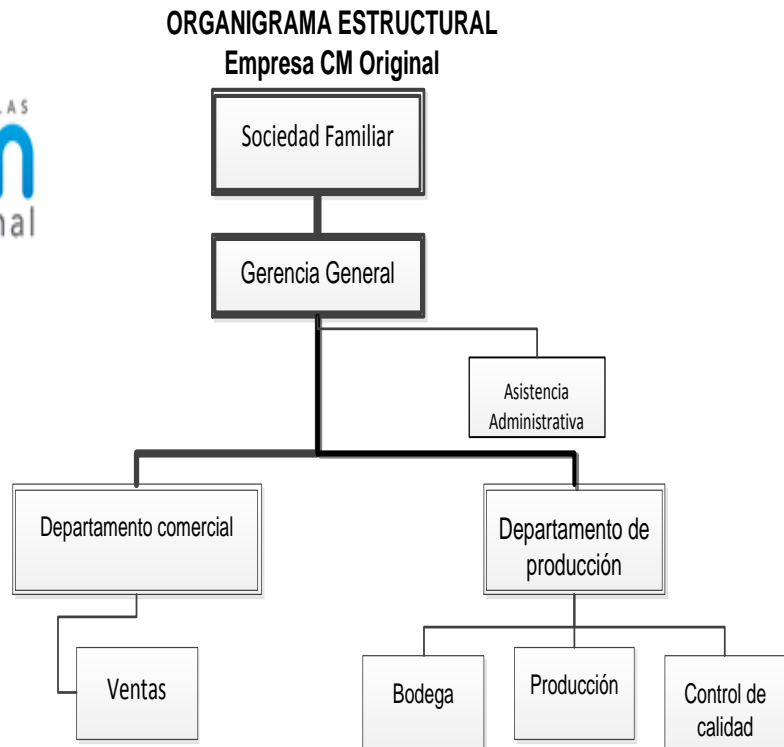 ORGANIGRAMA ESTRUCTURAL
Empresa CM Original
Sociedad Familiar
Gerencia General
Asistencia
Administrativa
Departamento comercial
Departamento de
producción
Ventas
Bodega
Producción
Control de
calidad